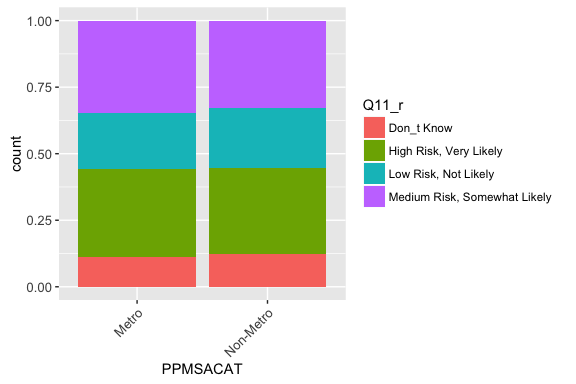 1.00
0.75
0.50
0.25
0.00
count
Metro
Non-Metro
PPMSACAT
Q11_r
Don_t Know
High Risk, Very Likely
Low Risk, Not Likely
Medium Risk, Somewhat Likely